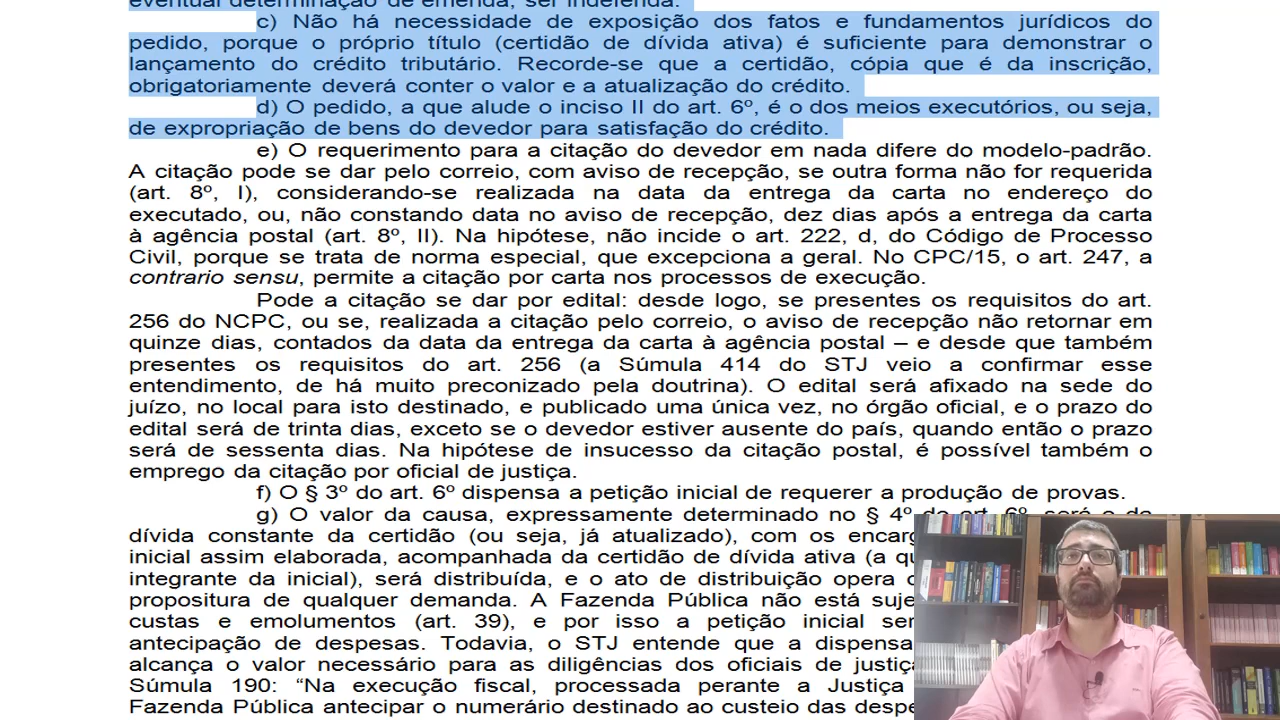 eventual determinação de emenda, ser indeferida.
c) Não há necessidade de exposição dos fatos e fundamentos jurídicos do
pedido, porque o próprio título (certidão de dívida ativa) é suficiente para demonstrar o
lançamento do crédito tributário. Recorde-se que a certidão, cópia que é da inscrição,
obrigatoriamente deverá conter o valor e a atualização do crédito.
d) O pedido, a que alude o inciso II do art. 6º, é o dos meios executórios, ou seja,
de expropriação de bens do devedor para satisfação do crédito.
e) O requerimento para a citação do devedor em nada difere do modelo-padrão.
A citação pode se dar pelo correio, com aviso de recepção, se outra forma não for requerida
(art. 8º, I), considerando-se realizada na data da entrega da carta no endereço do
executado, ou, não constando data no aviso de recepção, dez dias após a entrega da carta
à agência postal (art. 8º, II). Na hipótese, não incide o art. 222, d, do Código de Processo
Civil, porque se trata de norma especial, que excepciona a geral. No CPC/15, o art. 247, a
contrario sensu, permite a citação por carta nos processos de execução.
Pode a citação se dar por edital: desde logo, se presentes os requisitos do art.
256 do NCPC, ou se, realizada a citação pelo correio, o aviso de recepção não retornar em
quinze dias, contados da data da entrega da carta à agência postal – e desde que também
presentes os requisitos do art. 256 (a Súmula 414 do STJ veio a confirmar esse
entendimento, de há muito preconizado pela doutrina). O edital será afixado na sede do
juízo, no local para isto destinado, e publicado uma única vez, no órgão oficial, e o prazo do
edital será de trinta dias, exceto se o devedor estiver ausente do país, quando então o prazo
será de sessenta dias. Na hipótese de insucesso da citação postal, é possível também o
emprego da citação por oficial de justiça.
f) O § 3º do art. 6º dispensa a petição inicial de requerer a produção de provas.
g) O valor da causa, expressamente determinado no § 4º do art. 6º, será o da
dívida constante da certidão (ou seja, já atualizado), com os
inicial assim elaborada, acompanhada da certidão de dívida ativa (a
integrante da inicial), será distribuída, e o ato de distribuição opera
propositura de qualquer demanda. A Fazenda Pública não está
custas e emolumentos (art. 39), e por isso a petição inicial
antecipação de despesas. Todavia, o STJ entende que a
alcança o valor necessário para as diligências dos oficiais de
Súmula 190: “Na execução fiscal, processada perante a Justiça
Fazenda Pública antecipar o numerário destinado ao custeio das